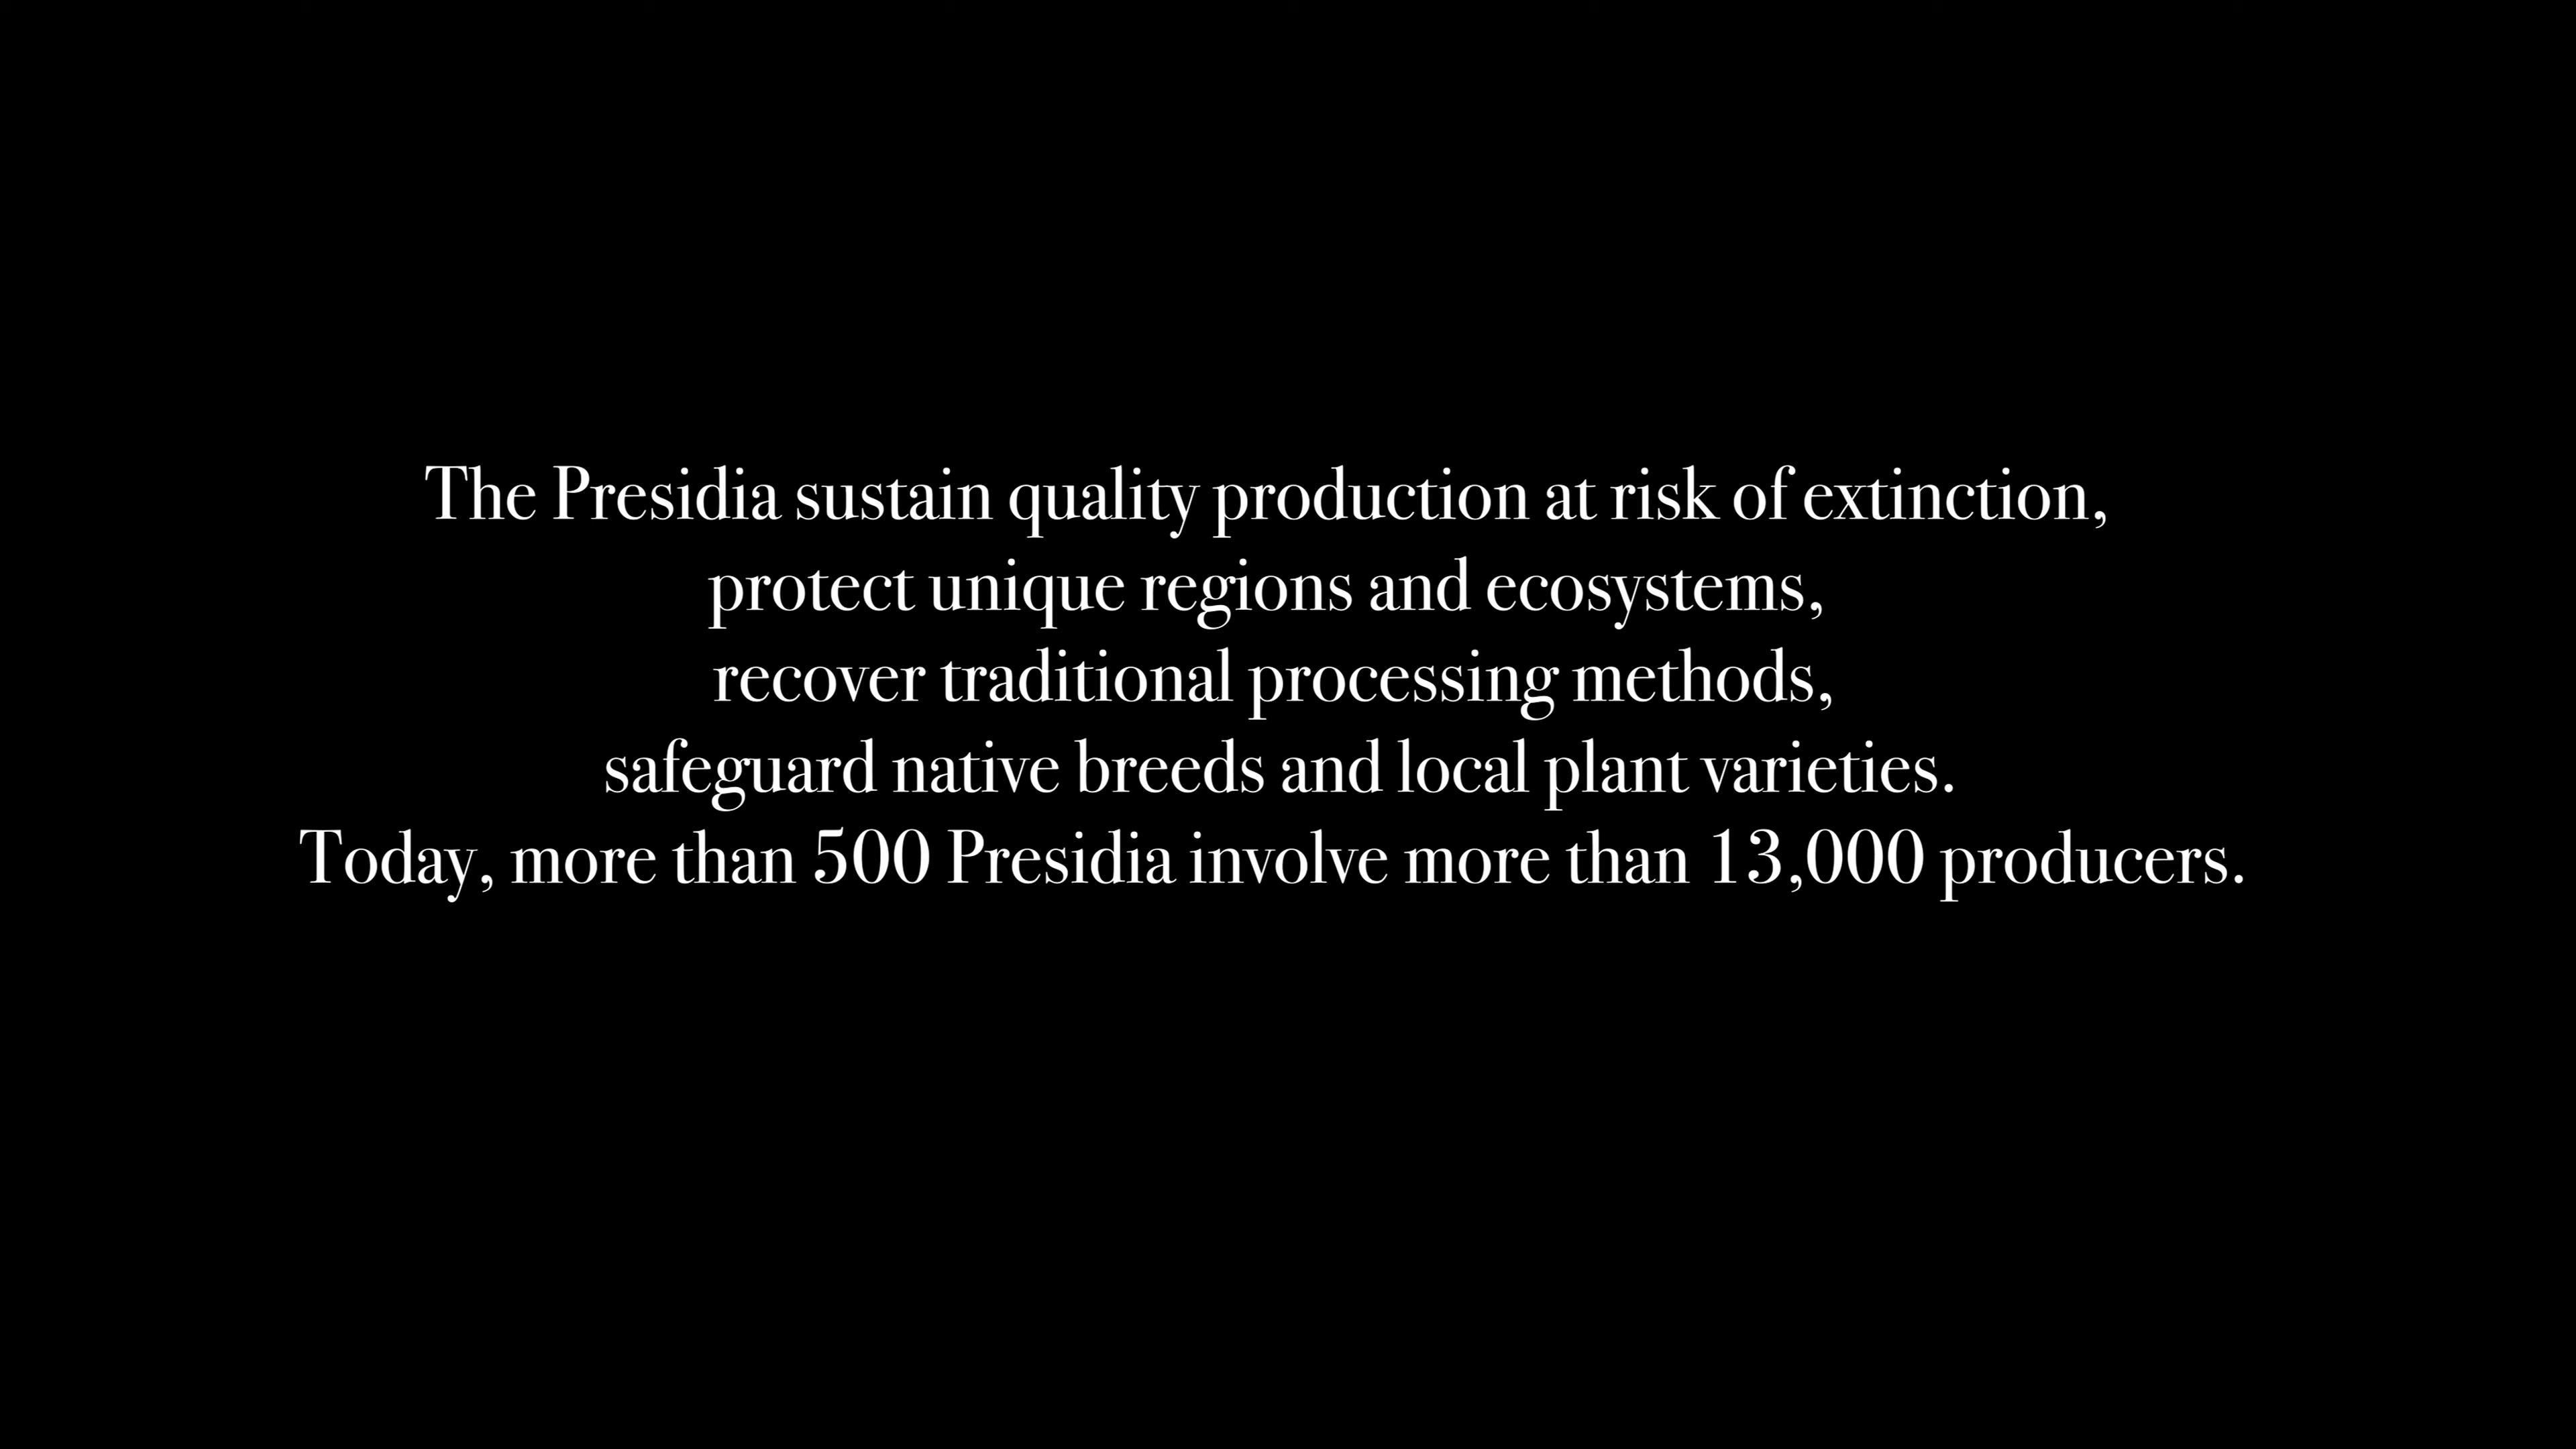 The Presidia sustain quality production at risk of extinction,
protect unique regions and ecosystems,
recover traditional processing methods,
safeguard native breeds and local plant varieties.
Today, more than 500 Presidia involve more than 13,000 producers.